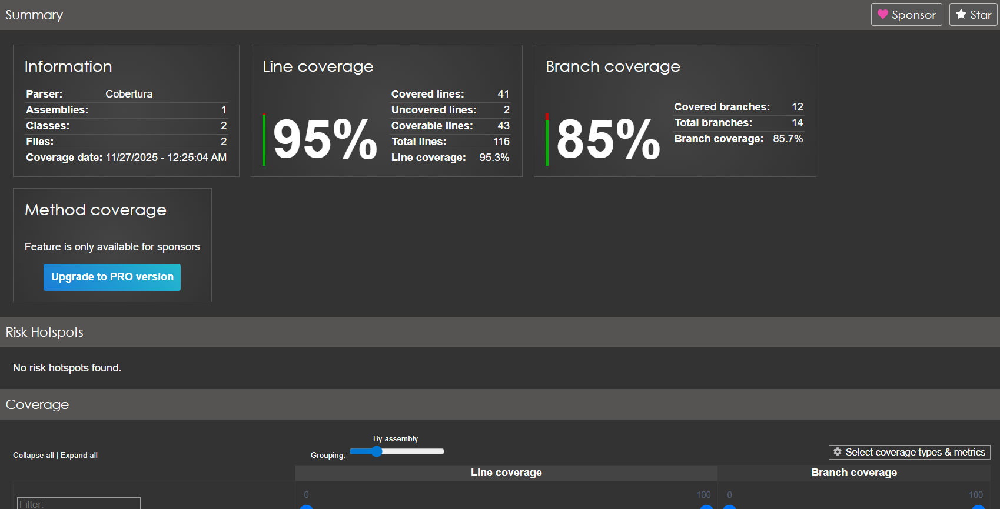 Summary
Sponsor
Star
Information
Parser: Cobertura
Assemblies: 1
Classes: 2
Files: 2
Coverage date: 11/27/2025 - 12:25:04 AM
Line coverage
95%
Covered lines: 41
Uncovered lines: 2
Coverable lines: 43
Total lines: 116
Line coverage: 95.3%
Branch coverage
85%
Covered branches: 12
Total branches: 14
Branch coverage: 85.7%
Method coverage
Feature is only available for sponsors
Upgrade to PRO version
Risk Hotspots
No risk hotspots found.
Coverage
Collapse all | Expand all
By assembly
Grouping:
Select coverage types & metrics
Line coverage
Branch coverage
0 100
0 100
Filter: